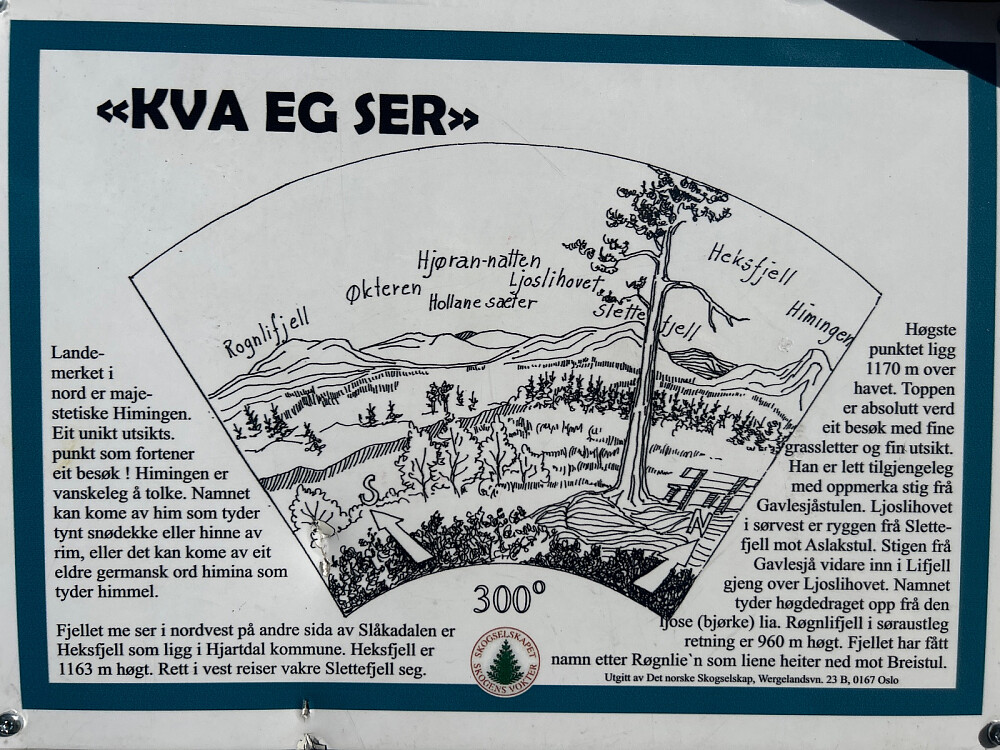 «KVA EG SER»
Rognlifjell
Økteren
Hjøran-natten
Hollane sæter
Ljoslihovet
Slettefjell
Heksfjell
Himingen
S
N
300°
Lande-
merket i
nord er maje-
stetiske Himingen.
Eit unikt utsikts.
punkt som fortener
eit besøk ! Himingen er
vanskeleg å tolke. Namnet
kan kome av him som tyder
tynt snødekke eller hinne av
rim, eller det kan kome av eit
eldre germansk ord himina som
tyder himmel.
Fjellet me ser i nordvest på andre sida av Slåkadalen er
Heksfjell som ligg i Hjartdal kommune. Heksfjell er
1163 m høgt. Rett i vest reiser vakre Slettefjell seg.
Høgste
punktet ligg
1170 m over
havet. Toppen
er absolutt verd
eit besøk med fine
grassletter og fin utsikt.
Han er lett tilgjengeleg
med oppmerka stig frå
Gavlesjåstulen. Ljoslihovet
i sørvest er ryggen frå Slette-
fjell mot Aslakstul. Stigen frå
Gavlesjå vidare inn i Lifjell
gjeng over Ljoslihovet. Namnet
tyder høgdedraget opp frå den
ljose (bjørke) lia. Røgnlifjell i søraustleg
retning er 960 m høgt. Fjellet har fått
namn etter Røgnlie`n som liene heiter ned mot Breistul.
Utgitt av Det norske Skogselskap, Wergelandsvn. 23 B, 0167 Oslo
SKOGSELSKAPET
SKOGENS VOKTER